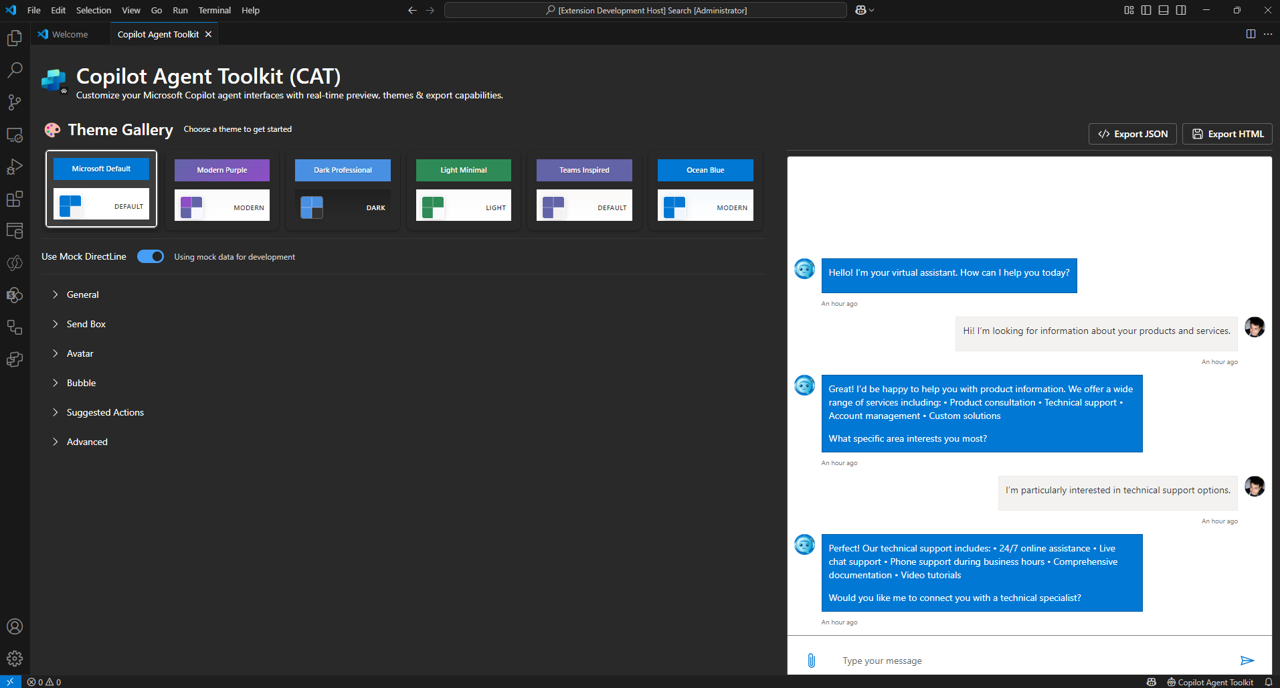 File Edit Selection View Go Run Terminal Help
[Extension Development Host] Search [Administrator]
Welcome
Copilot Agent Toolkit
Copilot Agent Toolkit (CAT)
Customize your Microsoft Copilot agent interfaces with real-time preview, themes & export capabilities.
Theme Gallery
Choose a theme to get started
Export JSON
Export HTML
Microsoft Default
DEFAULT
Modern Purple
MODERN
Dark Professional
DARK
Light Minimal
LIGHT
Teams Inspired
DEFAULT
Ocean Blue
MODERN
Use Mock DirectLine
Using mock data for development
General
Send Box
Avatar
Bubble
Suggested Actions
Advanced
Hello! I'm your virtual assistant. How can I help you today?
An hour ago
Hi! I'm looking for information about your products and services.
An hour ago
Great! I'd be happy to help you with product information. We offer a wide
range of services including: • Product consultation • Technical support •
Account management • Custom solutions
What specific area interests you most?
An hour ago
I'm particularly interested in technical support options.
An hour ago
Perfect! Our technical support includes: • 24/7 online assistance • Live
chat support • Phone support during business hours • Comprehensive
documentation • Video tutorials
Would you like me to connect you with a technical specialist?
An hour ago
Type your message
0 0
Copilot Agent Toolkit